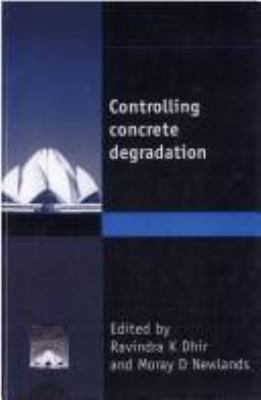 Controlling
concrete
degradation
Edited by
Ravindra K Dhir
and Moray D Newlands